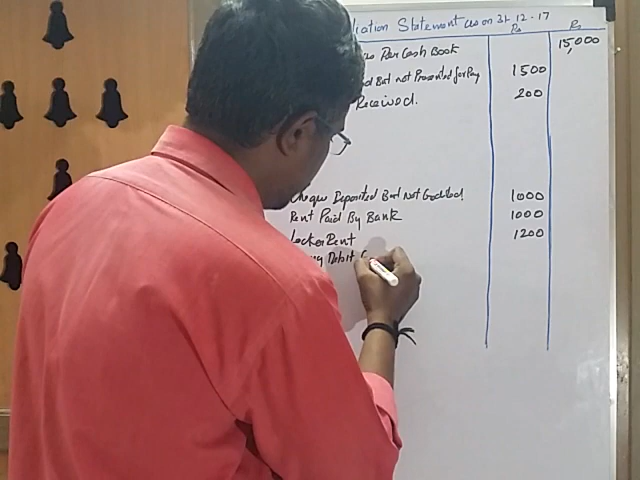 iation Statement as on 31-12-17
Rs Rs
as Per Cash Book 15,000
ed But not Presented for Pay 1500
Received. 200
Cheque Deposited But not Credited. 1000
Rent Paid By Bank 1000
Locker Rent 1200
ng Debit